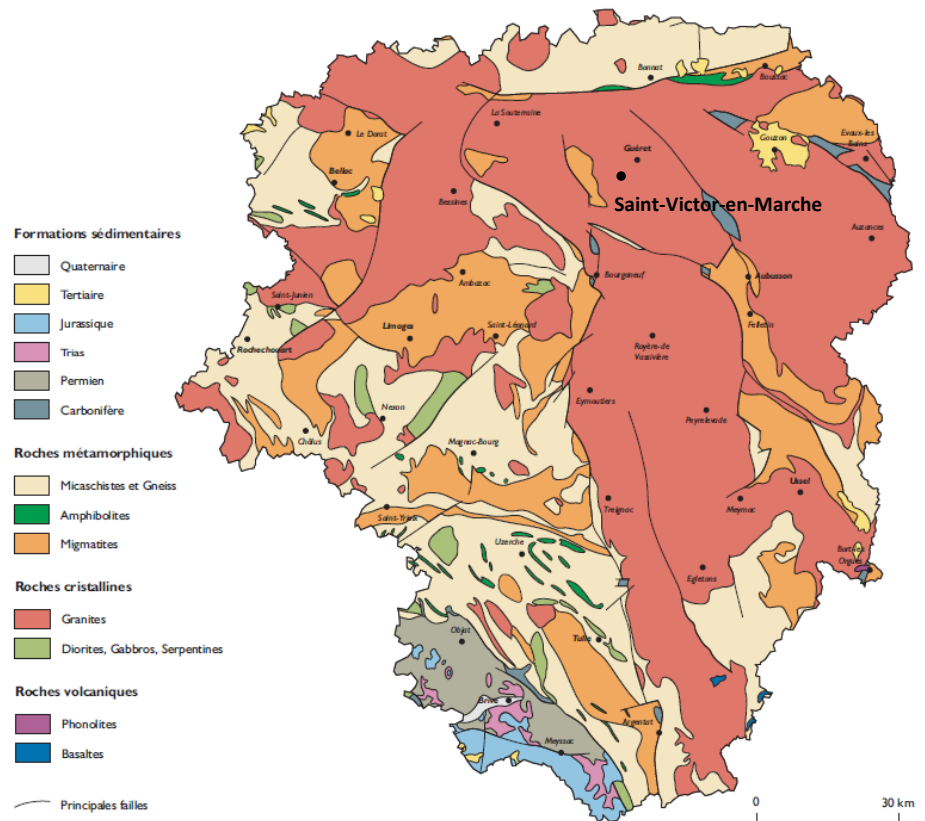 Bonnat
Boussac
La Souterraine
Le Dorat
Gouzon
Evaux-les
Bains
Guéret
Bellac
Saint-Victor-en-Marche
Bessines
Auzances
Formations sédimentaires
Quaternaire
Tertiaire
Jurassique
Trias
Permien
Carbonifère
Ambazac
Bourganeuf
Aubusson
Saint-Junien
Limoges
Saint-Léonard
Felletin
Rochechouart
Royère-de
Vassivière
Eymoutiers
Nexon
Peyrelevade
Châlus
Magnac-Bourg
Roches métamorphiques
Micaschistes et Gneiss
Amphibolites
Migmatites
Ussel
Treignac
Meymac
Saint-Yrieix
Uzerche
Bort-les
Orgues
Egletons
Roches cristallines
Granites
Diorites, Gabbros, Serpentines
Objat
Tulle
Roches volcaniques
Phonolites
Basaltes
Brive
Argentat
Meyssac
Principales failles
0 30 km